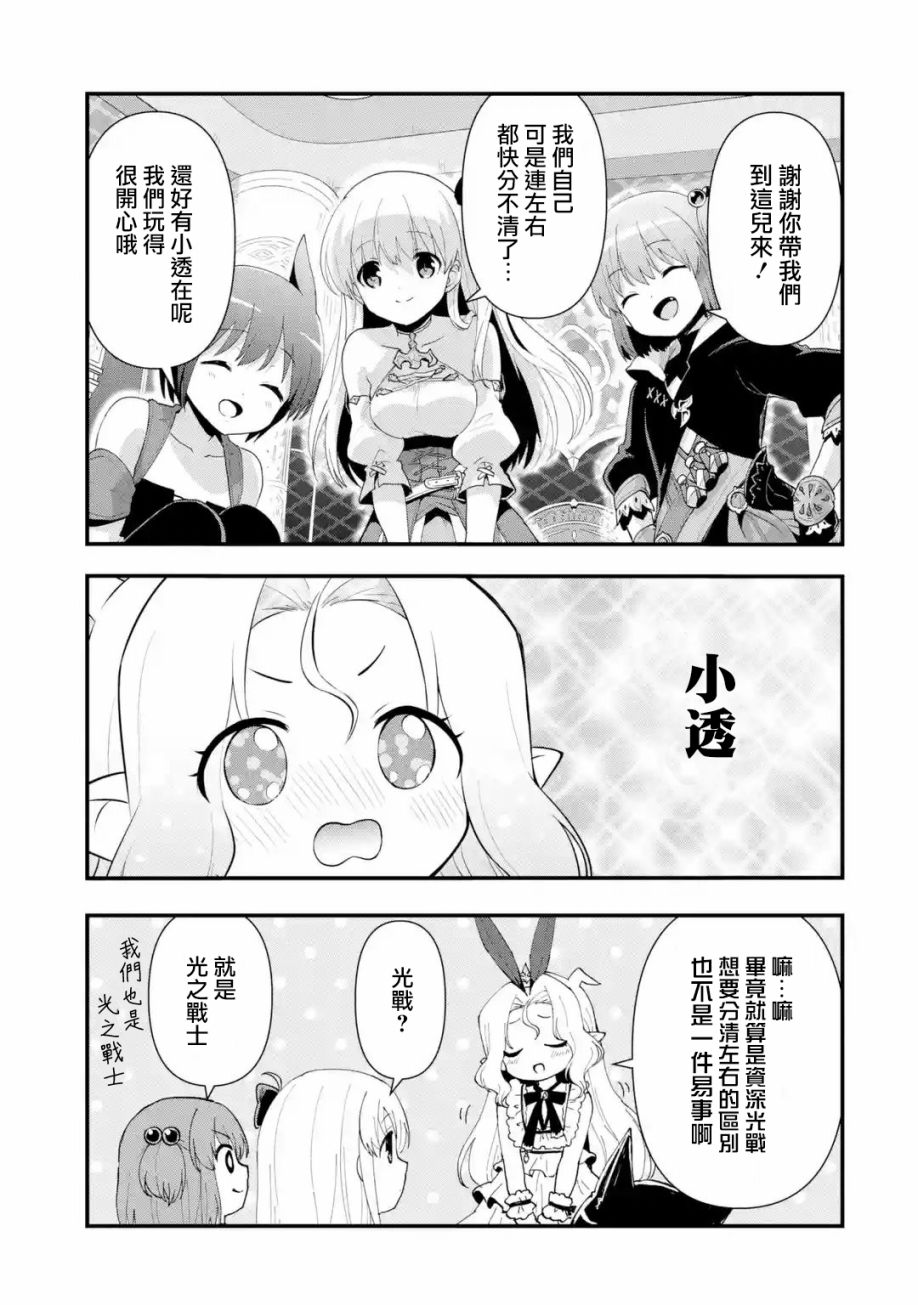 謝謝你帶我們
到這兒來！
我們自己
可是連左右
都快分不清了…
還好有小透在呢
我們玩得
很開心哦
小透
嘛…嘛
畢竟就算是資深光戰
想要分清左右的區別
也不是一件易事啊
光戰？
就是
光之戰士
我們也是
光之戰士